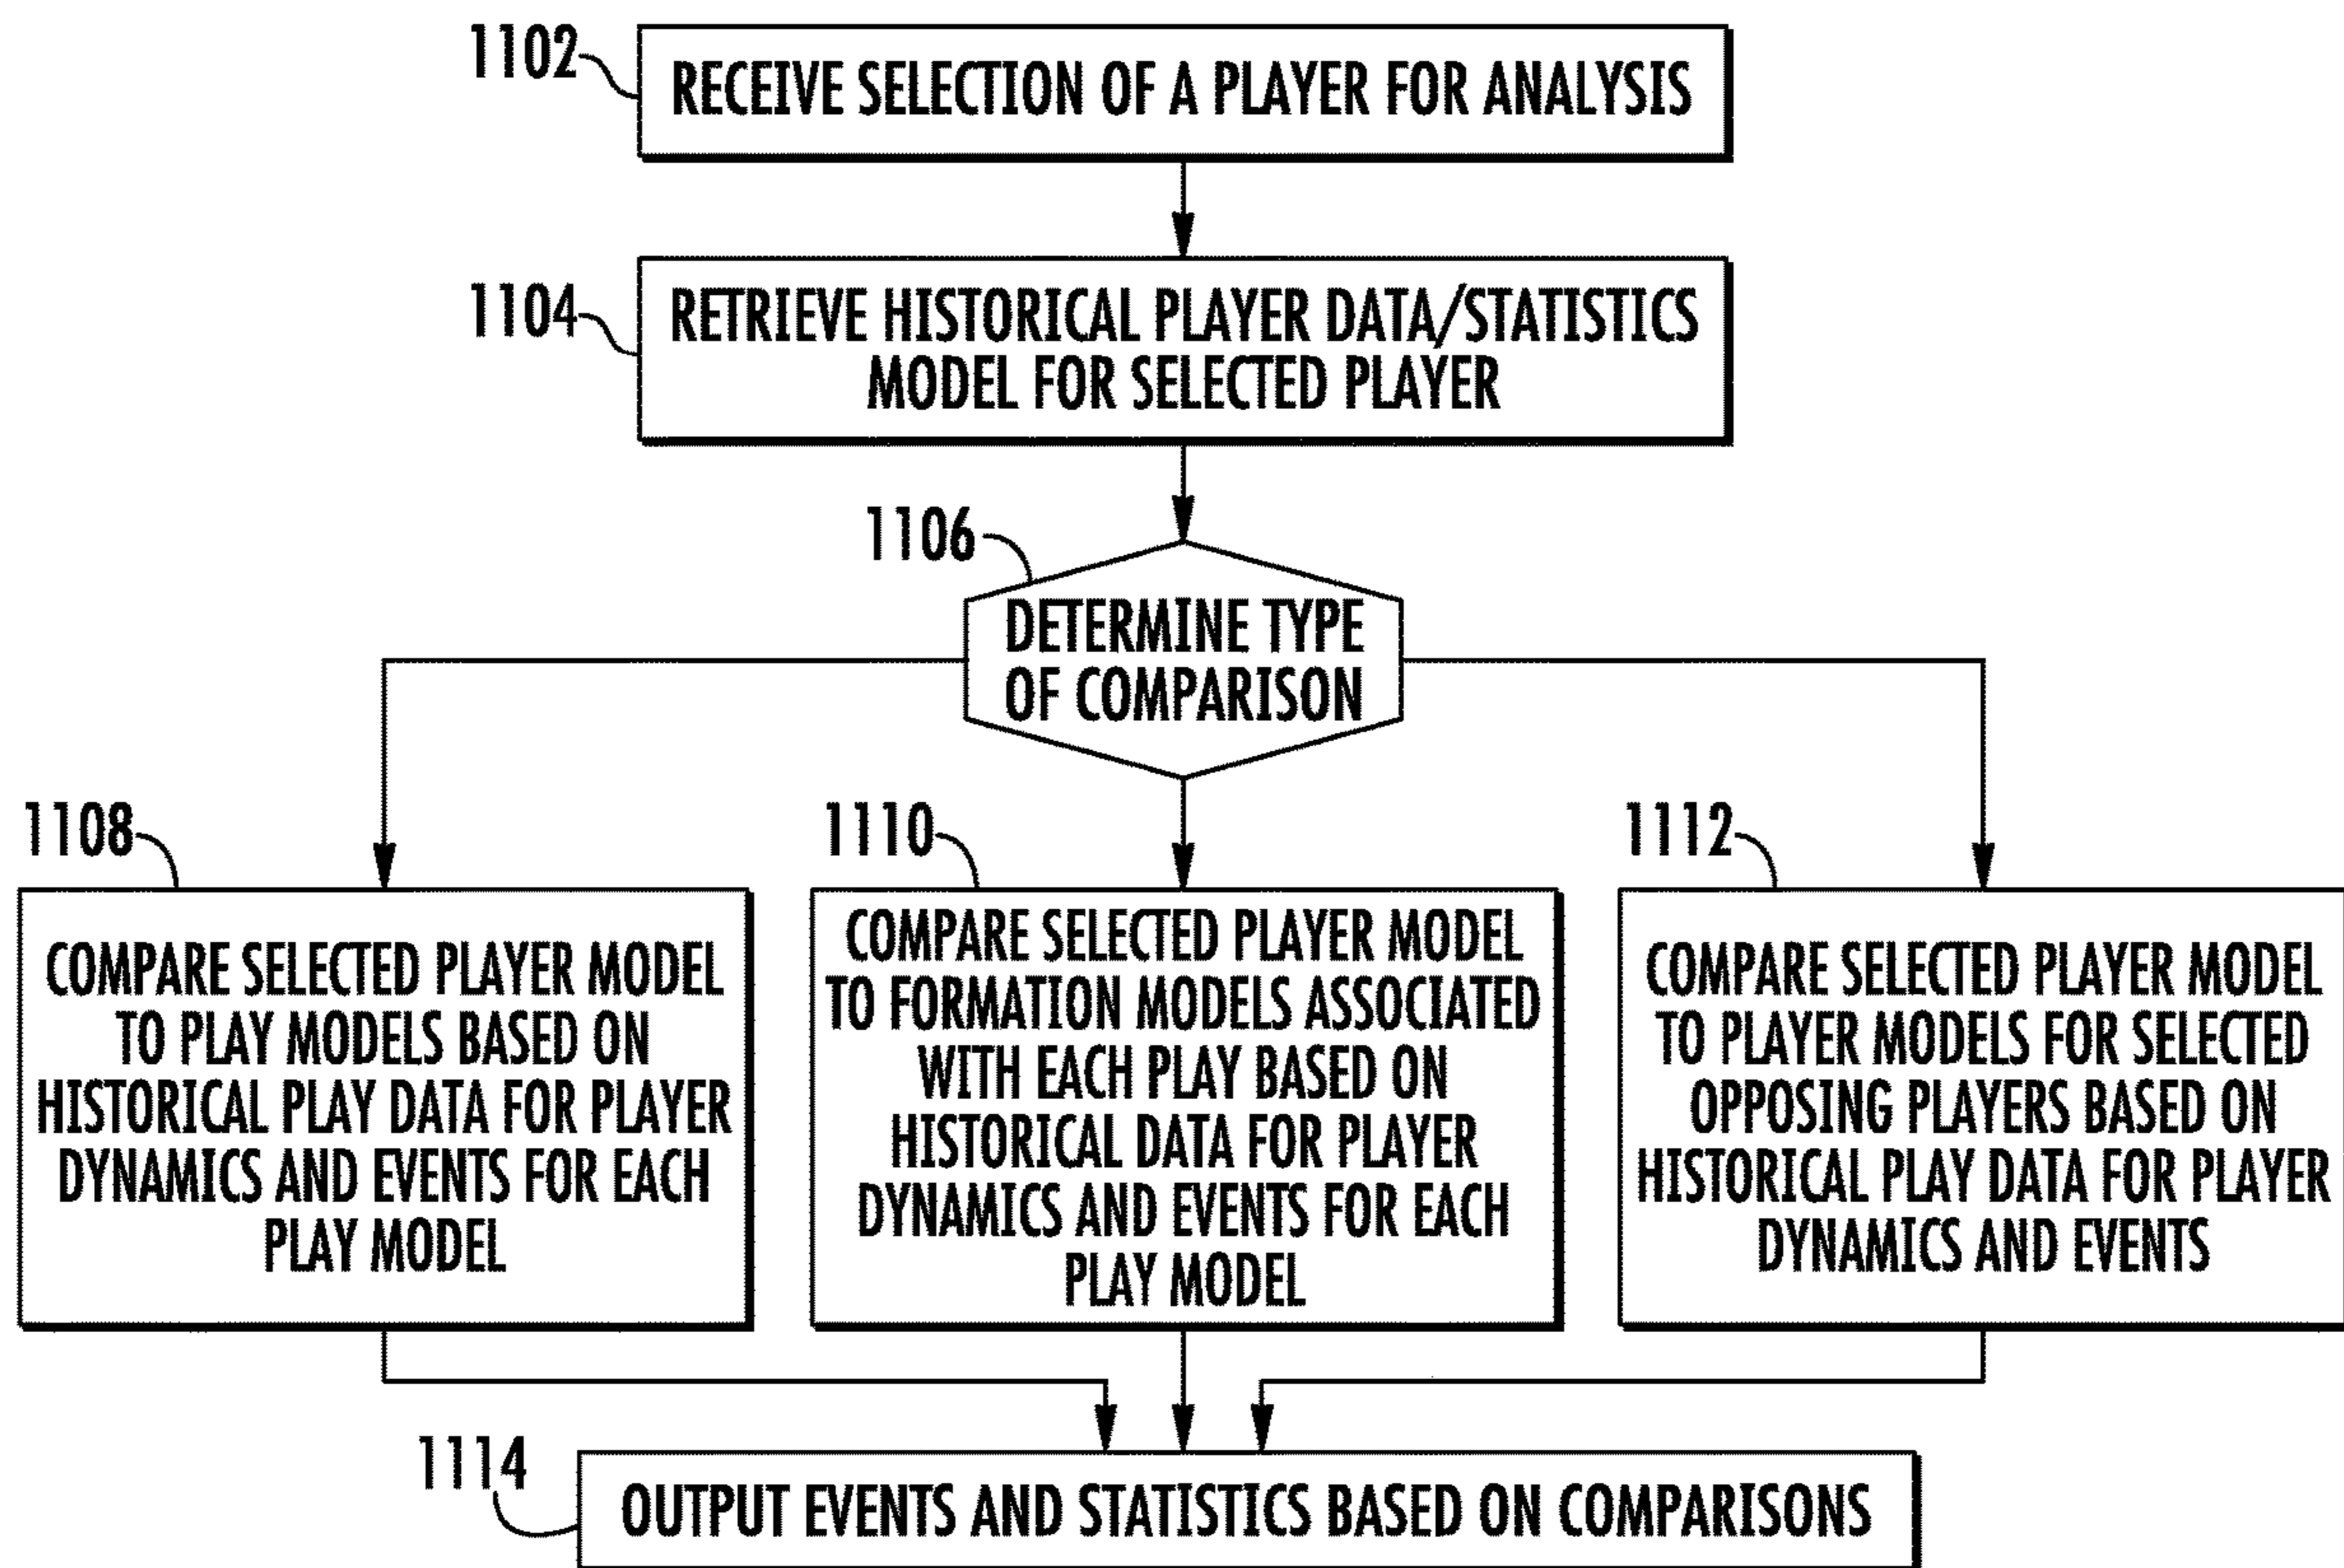 1102
RECEIVE SELECTION OF A PLAYER FOR ANALYSIS
1104
RETRIEVE HISTORICAL PLAYER DATA/STATISTICS
MODEL FOR SELECTED PLAYER
1106
DETERMINE TYPE
OF COMPARISON
1108
COMPARE SELECTED PLAYER MODEL
TO PLAY MODELS BASED ON
HISTORICAL PLAY DATA FOR PLAYER
DYNAMICS AND EVENTS FOR EACH
PLAY MODEL
1110
COMPARE SELECTED PLAYER MODEL
TO FORMATION MODELS ASSOCIATED
WITH EACH PLAY BASED ON
HISTORICAL DATA FOR PLAYER
DYNAMICS AND EVENTS FOR EACH
PLAY MODEL
1112
COMPARE SELECTED PLAYER MODEL
TO PLAYER MODELS FOR SELECTED
OPPOSING PLAYERS BASED ON
HISTORICAL PLAY DATA FOR PLAYER
DYNAMICS AND EVENTS
1114
OUTPUT EVENTS AND STATISTICS BASED ON COMPARISONS